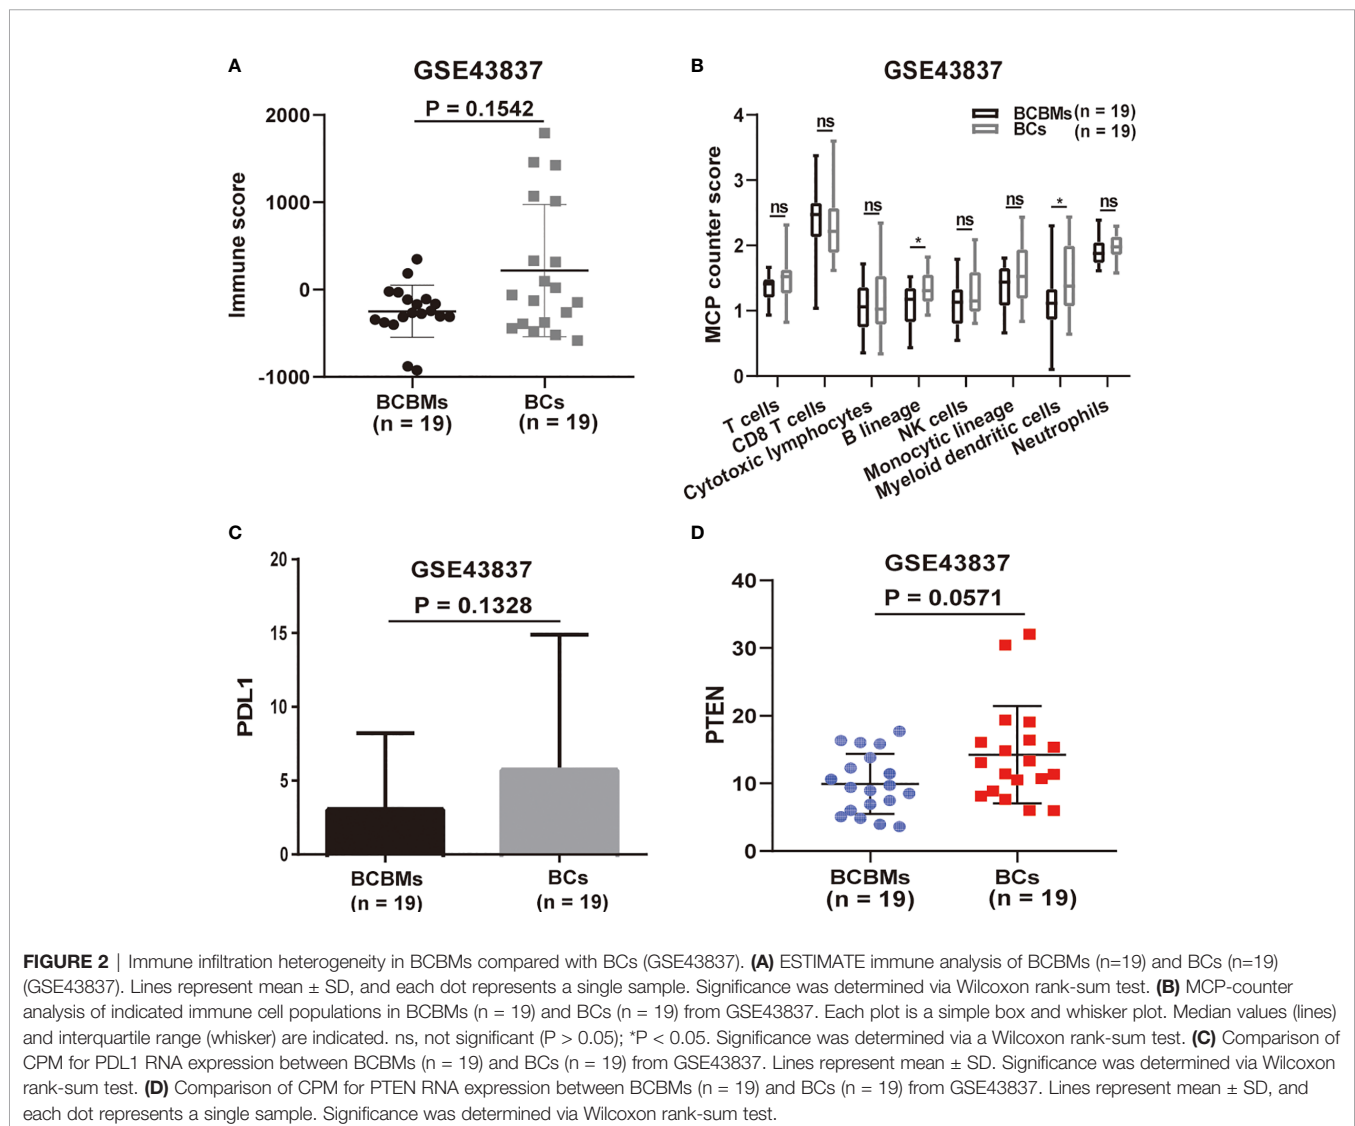 A
GSE43837
P = 0.1542
Immune score
2000
1000
0
-1000
BCBMs
(n = 19)
BCs
(n = 19)
B
GSE43837
BCBMs (n = 19)
BCs (n = 19)
MCP counter score
4
3
2
1
0
ns
ns
ns
*
ns
ns
*
ns
T cells
CD8 T cells
Cytotoxic lymphocytes
B lineage
NK cells
Monocytic lineage
Myeloid dendritic cells
Neutrophils
C
GSE43837
P = 0.1328
PDL1
20
15
10
5
0
BCBMs
(n = 19)
BCs
(n = 19)
D
GSE43837
P = 0.0571
PTEN
40
30
20
10
0
BCBMs
(n = 19)
BCs
(n = 19)
FIGURE 2 | Immune infiltration heterogeneity in BCBMs compared with BCs (GSE43837). (A) ESTIMATE immune analysis of BCBMs (n=19) and BCs (n=19)
(GSE43837). Lines represent mean ± SD, and each dot represents a single sample. Significance was determined via Wilcoxon rank-sum test. (B) MCP-counter
analysis of indicated immune cell populations in BCBMs (n = 19) and BCs (n = 19) from GSE43837. Each plot is a simple box and whisker plot. Median values (lines)
and interquartile range (whisker) are indicated. ns, not significant (P > 0.05); *P < 0.05. Significance was determined via a Wilcoxon rank-sum test. (C) Comparison of
CPM for PDL1 RNA expression between BCBMs (n = 19) and BCs (n = 19) from GSE43837. Lines represent mean ± SD. Significance was determined via Wilcoxon
rank-sum test. (D) Comparison of CPM for PTEN RNA expression between BCBMs (n = 19) and BCs (n = 19) from GSE43837. Lines represent mean ± SD, and
each dot represents a single sample. Significance was determined via Wilcoxon rank-sum test.